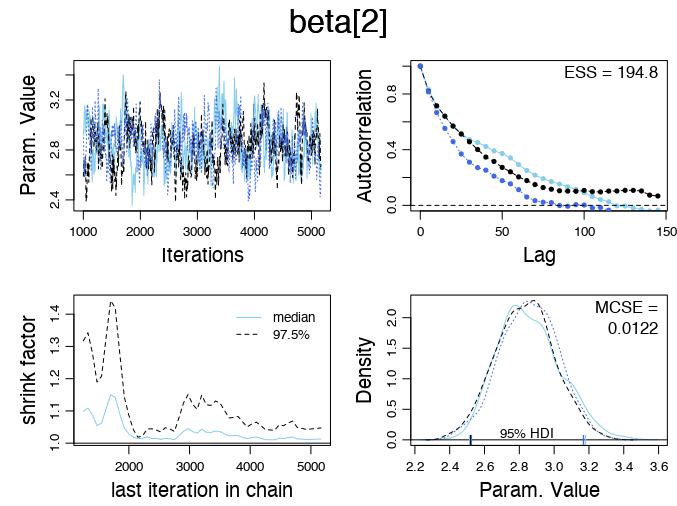 beta[2]
Param. Value
2.4 2.8 3.2
1000 2000 3000 4000 5000
Iterations
Autocorrelation
0.0 0.4 0.8
ESS = 194.8
0 50 100 150
Lag
shrink factor
1.0 1.1 1.2 1.3 1.4
median
97.5%
2000 3000 4000 5000
last iteration in chain
Density
0.0 0.5 1.0 1.5 2.0
MCSE =
0.0122
95% HDI
2.2 2.4 2.6 2.8 3.0 3.2 3.4 3.6
Param. Value